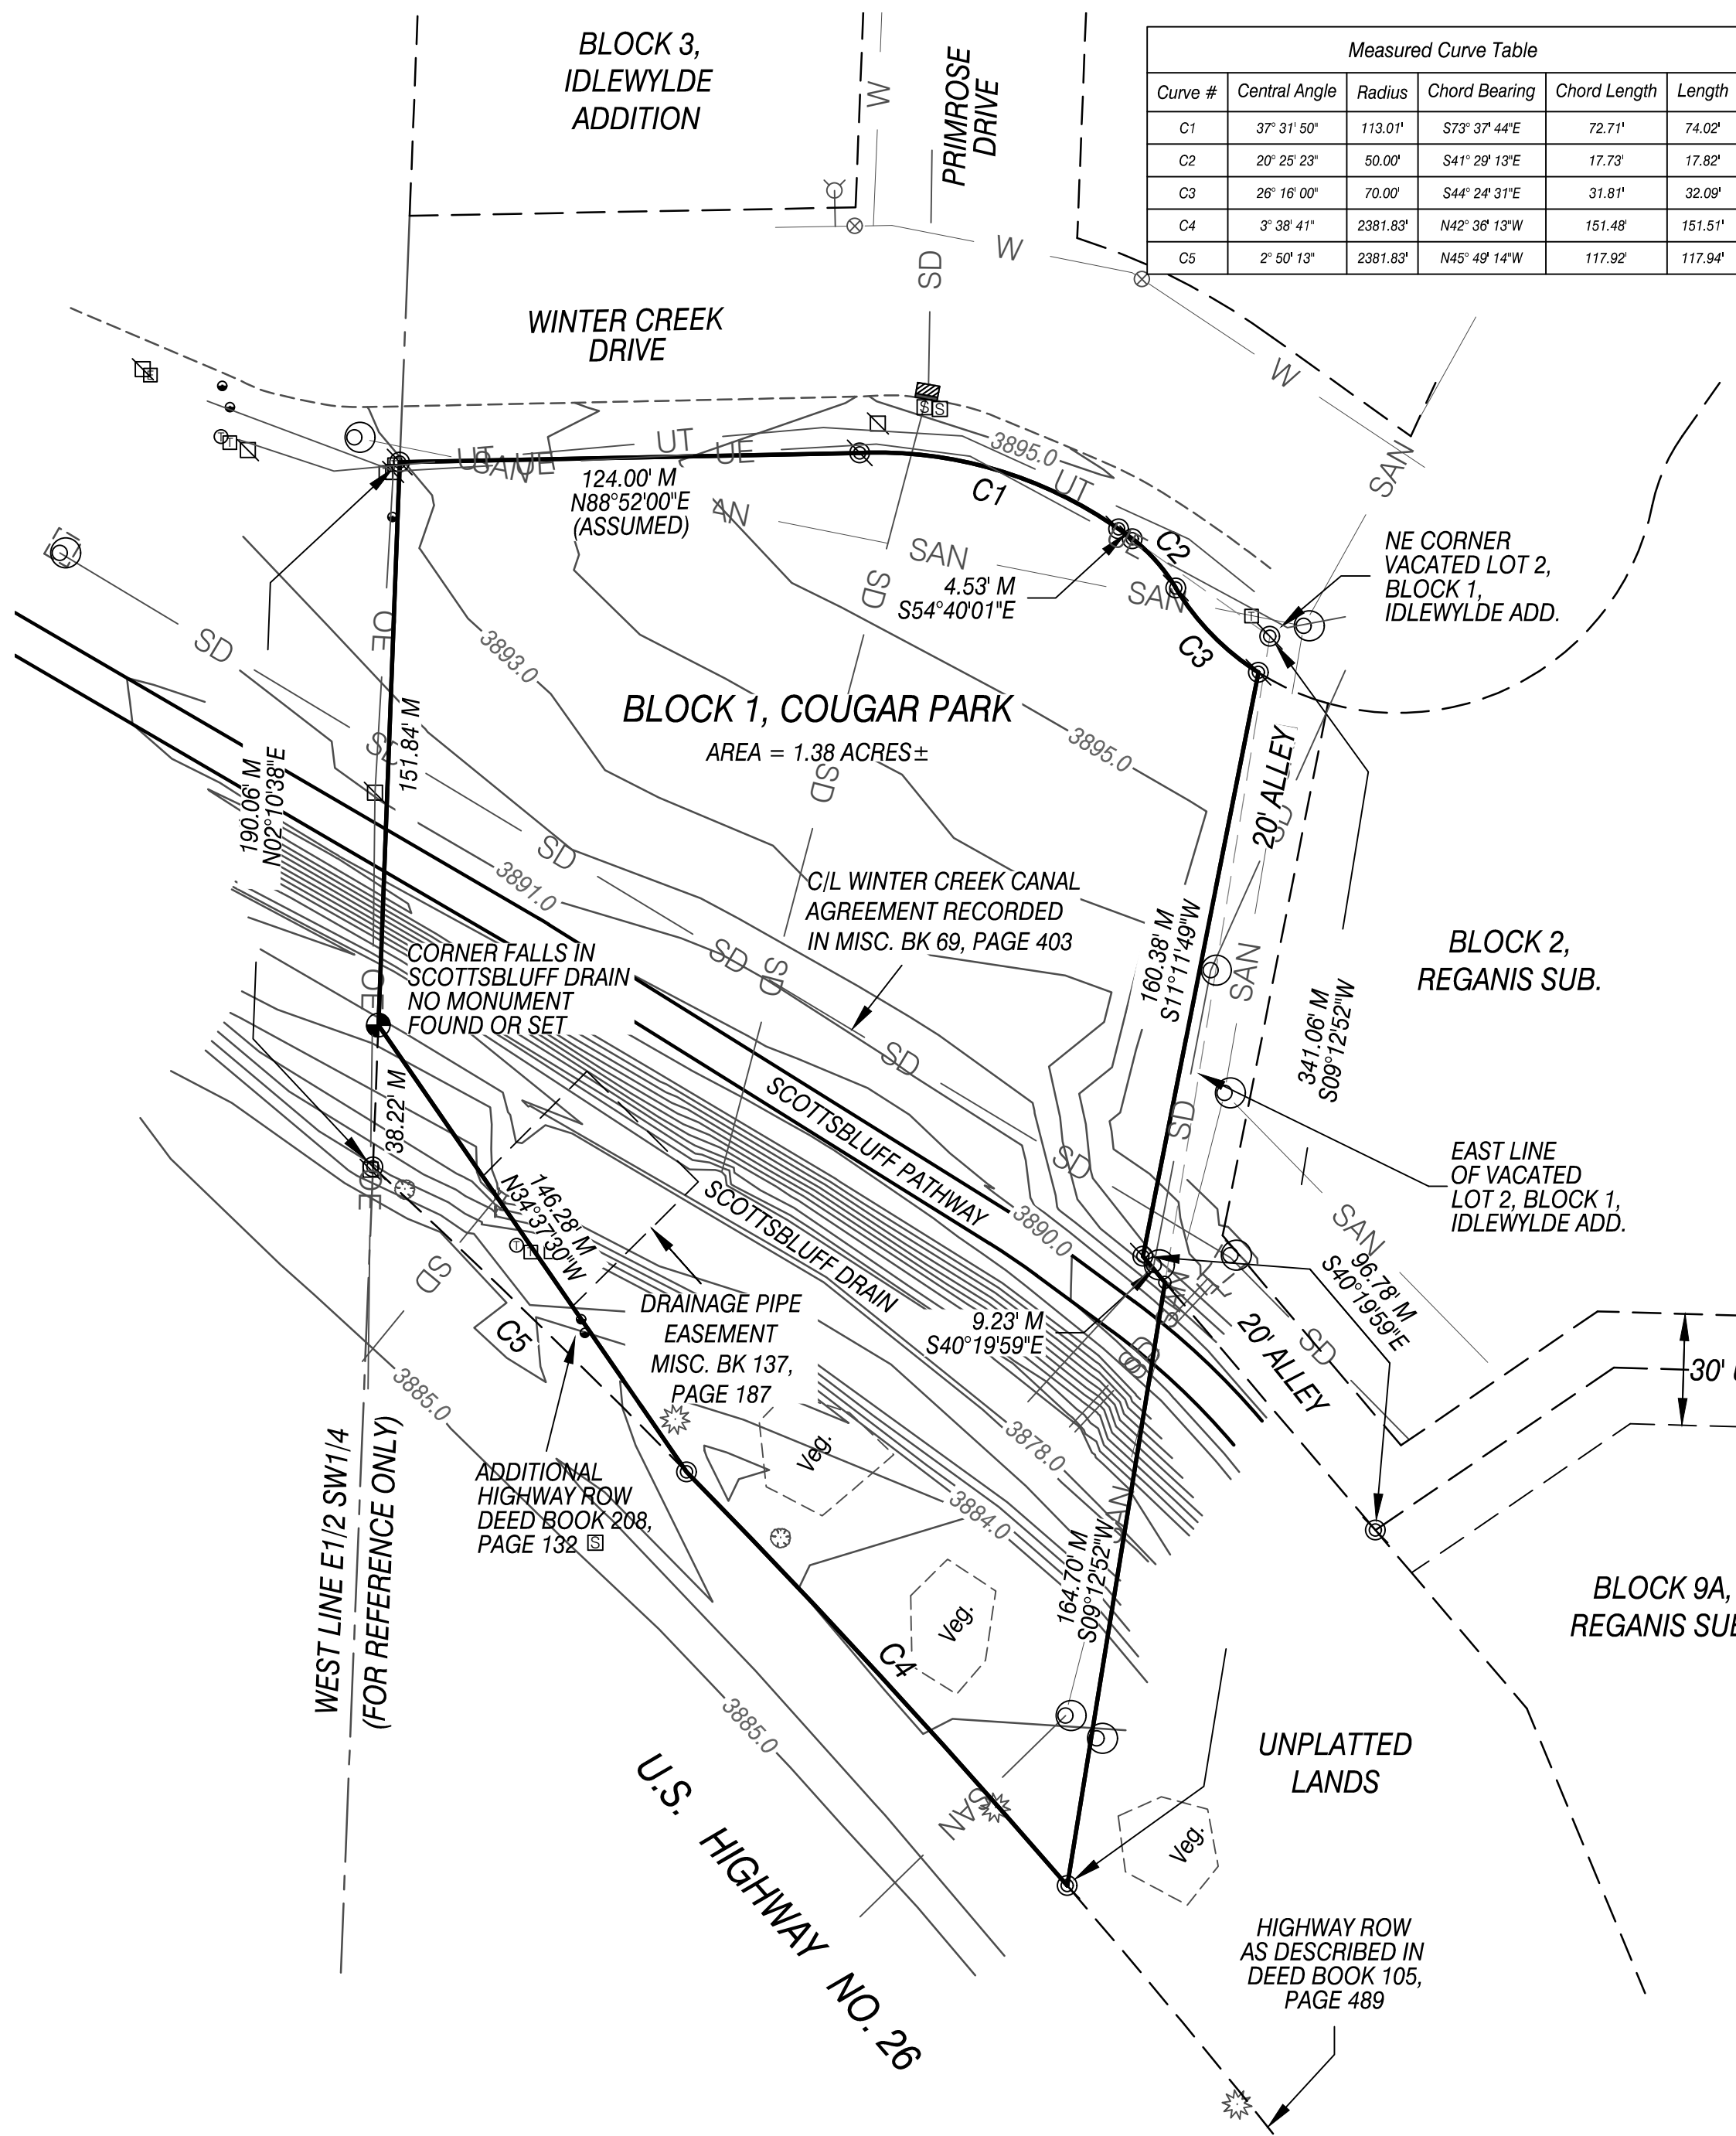 BLOCK 3,
IDLEWYLDE
ADDITION
W
PRIMROSE
DRIVE
Measured Curve Table
Curve # Central Angle Radius Chord Bearing Chord Length Length
C1 37° 31' 50" 113.01' S73° 37' 44"E 72.71' 74.02'
C2 20° 25' 23" 50.00' S41° 29' 13"E 17.73' 17.82'
C3 26° 16' 00" 70.00' S44° 24' 31"E 31.81' 32.09'
C4 3° 38' 41" 2381.83' N42° 36' 13"W 151.48' 151.51'
C5 2° 50' 13" 2381.83' N45° 49' 14"W 117.92' 117.94'
SD
W
W
WINTER CREEK
DRIVE
E
T
T
S S
UT
SAN
UE
UT
UE
3895.0
SAN
124.00' M
N88°52'00"E
(ASSUMED)
AN
C1
UT
C2
SAN
SD
4.53' M
S54°40'01"E
SAN
T
C3
NE CORNER
VACATED LOT 2,
BLOCK 1,
IDLEWYLDE ADD.
OE
SD
3893.0
BLOCK 1, COUGAR PARK
AREA = 1.38 ACRES±
3895.0
SD
151.84' M
190.06' M
N02°10'38"E
20' ALLEY
SD
SD
3891.0
C/L WINTER CREEK CANAL
AGREEMENT RECORDED
IN MISC. BK 69, PAGE 403
160.38' M
S11°11'49"W
BLOCK 2,
REGANIS SUB.
CORNER FALLS IN
SCOTTSBLUFF DRAIN
NO MONUMENT
FOUND OR SET
OE
SD
SD
SAN
341.06' M
S09°12'52"W
SD
38.22' M
SCOTTSBLUFF PATHWAY
SD
SD
EAST LINE
OF VACATED
LOT 2, BLOCK 1,
IDLEWYLDE ADD.
OE
146.28' M
N34°37'30"W
SCOTTSBLUFF DRAIN
3890.0
SAN
96.78' M
S40°19'59"E
T
T
SD
DRAINAGE PIPE
EASEMENT
MISC. BK 137,
PAGE 187
9.23' M
S40°19'59"E
20' ALLEY
SD
30'
C5
3885.0
3878.0
Veg.
ADDITIONAL
HIGHWAY ROW
DEED BOOK 208,
PAGE 132
S
3884.0
SAN
WEST LINE E1/2 SW1/4
(FOR REFERENCE ONLY)
164.70' M
S09°12'52"W
BLOCK 9A,
REGANIS SUB
Veg.
C4
3885.0
UNPLATTED
LANDS
U.S. HIGHWAY NO. 26
SAN
Veg.
HIGHWAY ROW
AS DESCRIBED IN
DEED BOOK 105,
PAGE 489